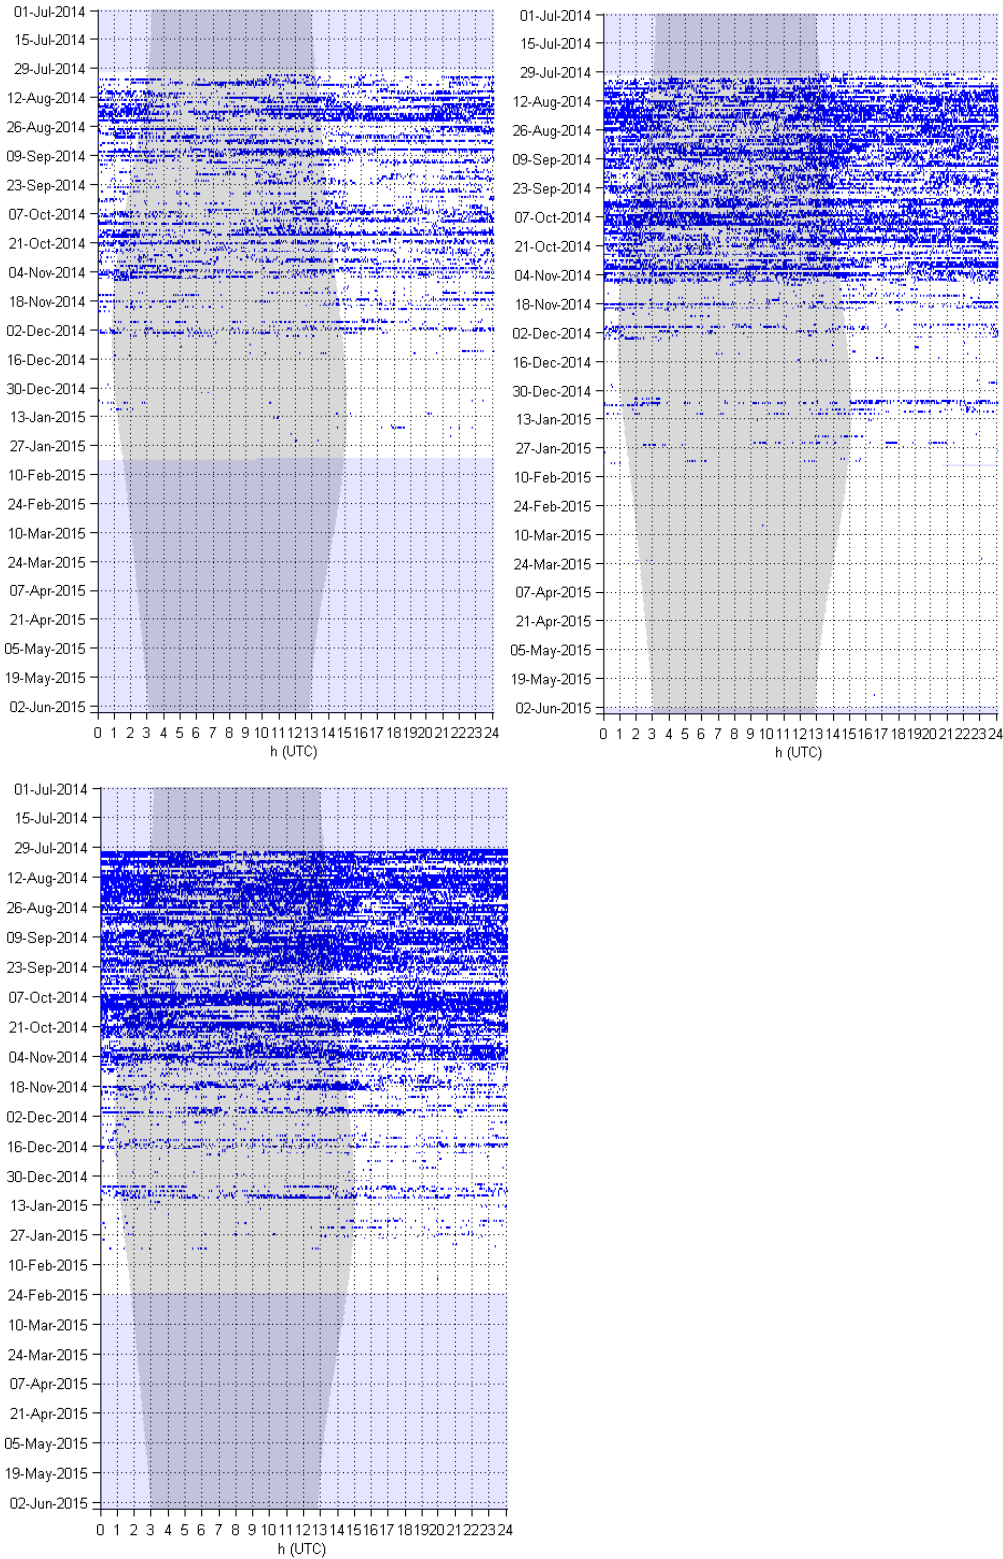 01-Jul-2014
15-Jul-2014
29-Jul-2014
12-Aug-2014
26-Aug-2014
09-Sep-2014
23-Sep-2014
07-Oct-2014
21-Oct-2014
04-Nov-2014
18-Nov-2014
02-Dec-2014
16-Dec-2014
30-Dec-2014
13-Jan-2015
27-Jan-2015
10-Feb-2015
24-Feb-2015
10-Mar-2015
24-Mar-2015
07-Apr-2015
21-Apr-2015
05-May-2015
19-May-2015
02-Jun-2015
0 1 2 3 4 5 6 7 8 9 10 11 12 13 14 15 16 17 18 19 20 21 22 23 24
h (UTC)
01-Jul-2014
15-Jul-2014
29-Jul-2014
12-Aug-2014
26-Aug-2014
09-Sep-2014
23-Sep-2014
07-Oct-2014
21-Oct-2014
04-Nov-2014
18-Nov-2014
02-Dec-2014
16-Dec-2014
30-Dec-2014
13-Jan-2015
27-Jan-2015
10-Feb-2015
24-Feb-2015
10-Mar-2015
24-Mar-2015
07-Apr-2015
21-Apr-2015
05-May-2015
19-May-2015
02-Jun-2015
0 1 2 3 4 5 6 7 8 9 10 11 12 13 14 15 16 17 18 19 20 21 22 23 24
h (UTC)
01-Jul-2014
15-Jul-2014
29-Jul-2014
12-Aug-2014
26-Aug-2014
09-Sep-2014
23-Sep-2014
07-Oct-2014
21-Oct-2014
04-Nov-2014
18-Nov-2014
02-Dec-2014
16-Dec-2014
30-Dec-2014
13-Jan-2015
27-Jan-2015
10-Feb-2015
24-Feb-2015
10-Mar-2015
24-Mar-2015
07-Apr-2015
21-Apr-2015
05-May-2015
19-May-2015
02-Jun-2015
0 1 2 3 4 5 6 7 8 9 10 11 12 13 14 15 16 17 18 19 20 21 22 23 24
h (UTC)